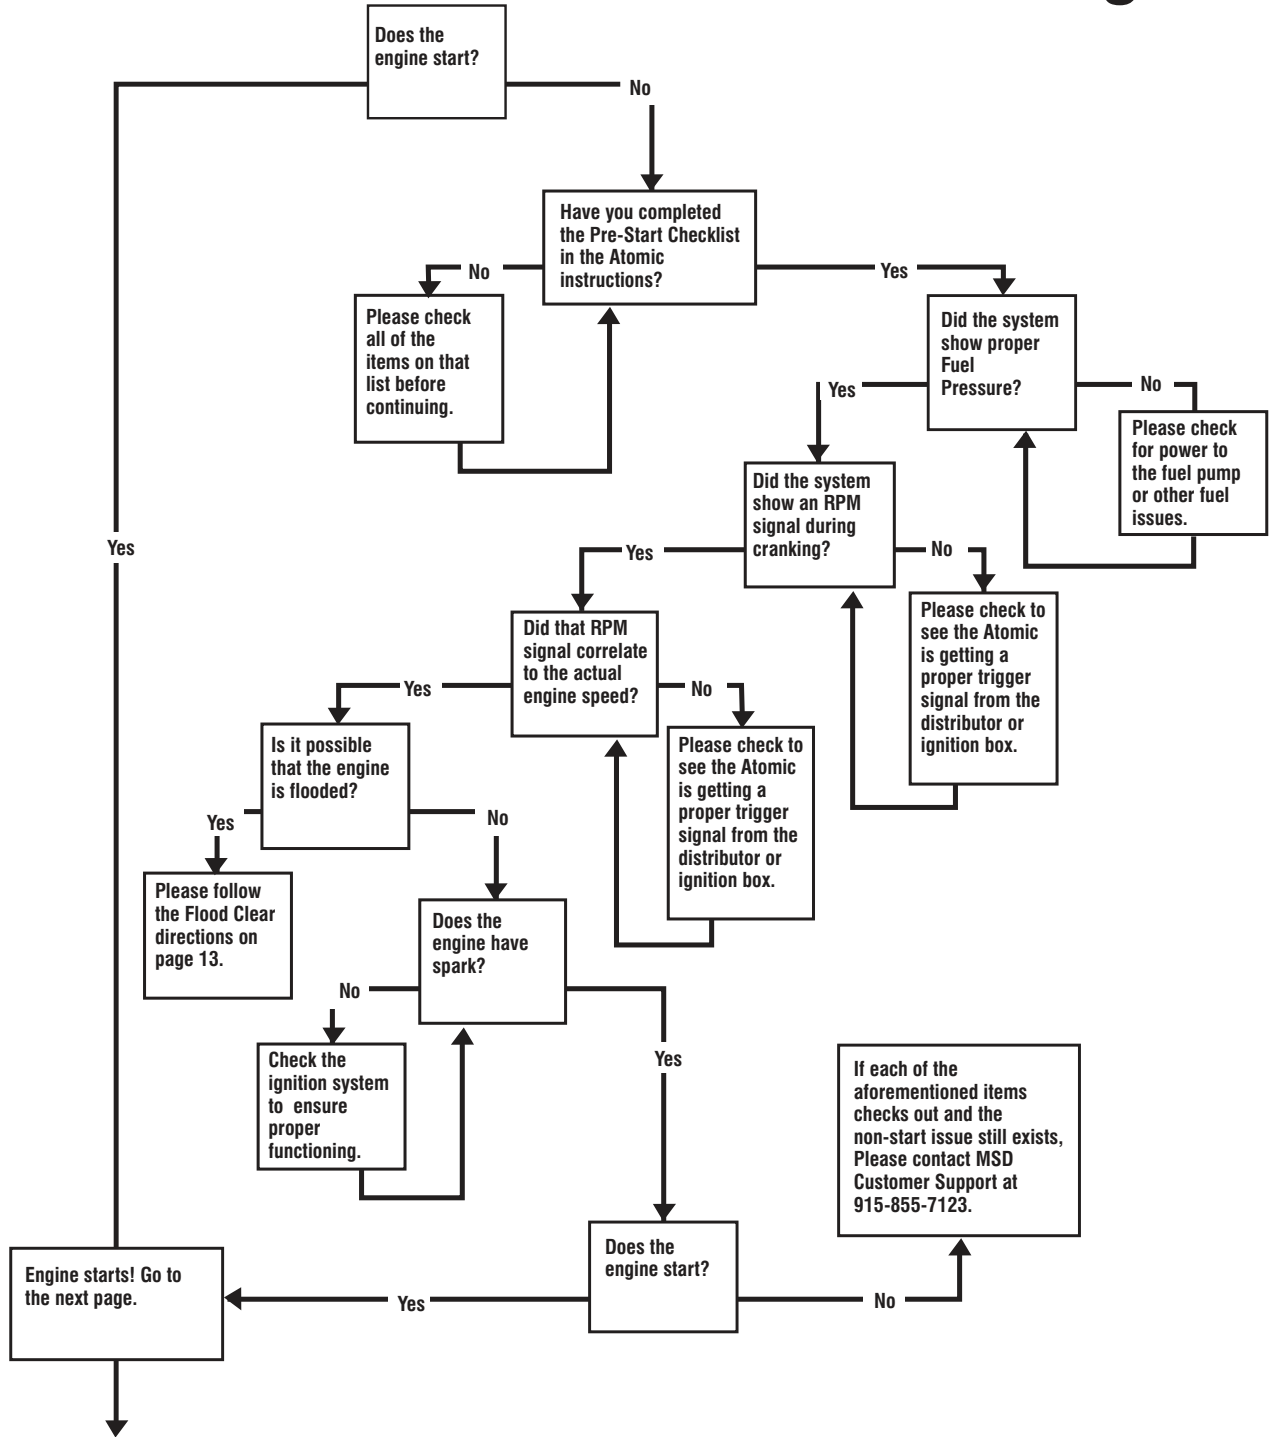 Does the
engine start?
No
Have you completed
the Pre-Start Checklist
in the Atomic
instructions?
No
Yes
Please check
all of the
items on that
list before
continuing.
Did the system
show proper
Fuel
Pressure?
Yes
No
Please check
for power to
the fuel pump
or other fuel
issues.
Did the system
show an RPM
signal during
cranking?
Yes
Yes
No
Please check to
see the Atomic
is getting a
proper trigger
signal from the
distributor or
ignition box.
Did that RPM
signal correlate
to the actual
engine speed?
Yes
No
Please check to
see the Atomic
is getting a
proper trigger
signal from the
distributor or
ignition box.
Is it possible
that the engine
is flooded?
Yes
No
Please follow
the Flood Clear
directions on
page 13.
Does the
engine have
spark?
No
Yes
Check the
ignition system
to  ensure
proper
functioning.
If each of the
aforementioned items
checks out and the
non-start issue still exists,
Please contact MSD
Customer Support at
915-855-7123.
Does the
engine start?
Engine starts! Go to
the next page.
Yes
No